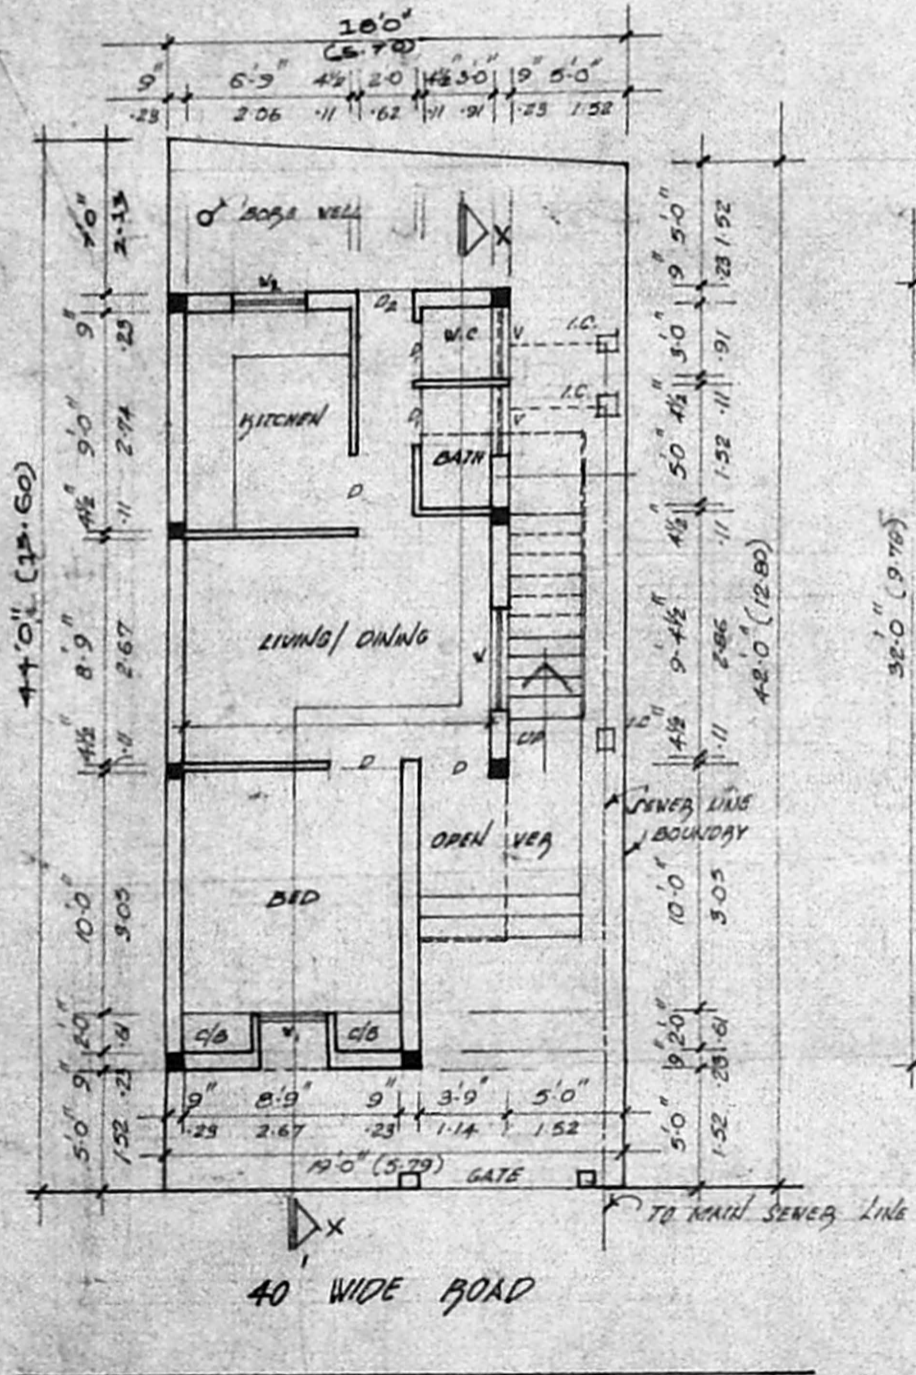 18'0"
(5.70)
9" 6'-9" 4½" 2'0 4½" 3'0" 9" 5'-0"
.23 2.06 .11 .62 .11 .91 .23 1.52
BORE WELL
X
W2
D2
W.C.
V
I.C.
D1
KITCHEN
D1
V
I.C.
BATH
D
LIVING/ DINING
W
UP
I.C
D
D
SEWER LINE
BOUNDRY
OPEN VER
BED
C/B
W1
C/B
9" 8'-9" 9" 3'-9" 5'-0"
.23 2.67 .23 1.14 1.52
19'0" (5.79)
GATE
TO MAIN SEWER LINE
X
40' WIDE ROAD
44'0" (13.60)
7'0" 9" 9'-0" 4½" 8'-9" 4½" 10'-0" 2'-0" 9" 5'-0"
2.13 .23 2.74 .11 2.67 .11 3.05 .61 .23 1.52
5'-0" 9" 3'-0" 4½" 5'0" 4½" 9'-4½" 4½" 10'-0" 2'-0" 9" 5'-0"
1.52 .23 .91 .11 1.52 .11 2.86 .11 3.05 .61 .23 1.52
42'0" (12.80)
32'-0" (9.76)